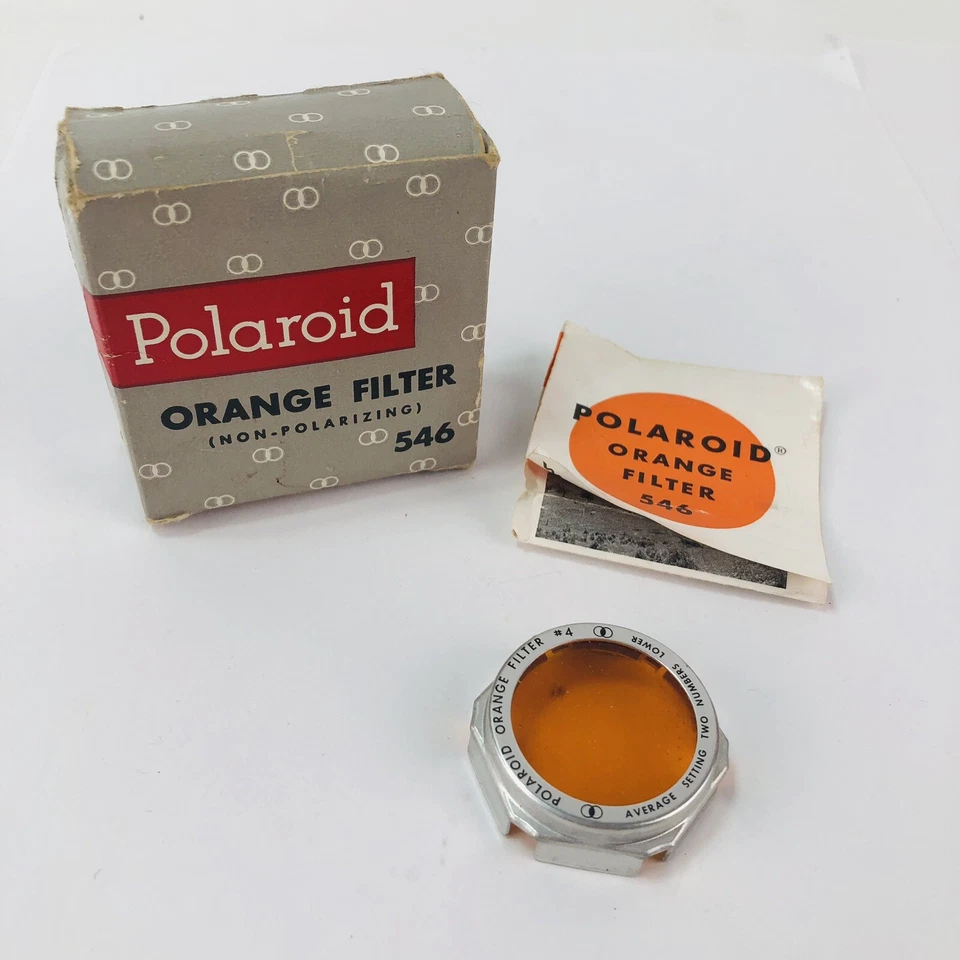 Polaroid
ORANGE FILTER
(NON-POLARIZING)
546
POLAROID®
ORANGE
FILTER
546
POLAROID ORANGE FILTER #4
AVERAGE SETTING TWO NUMBERS LOWER